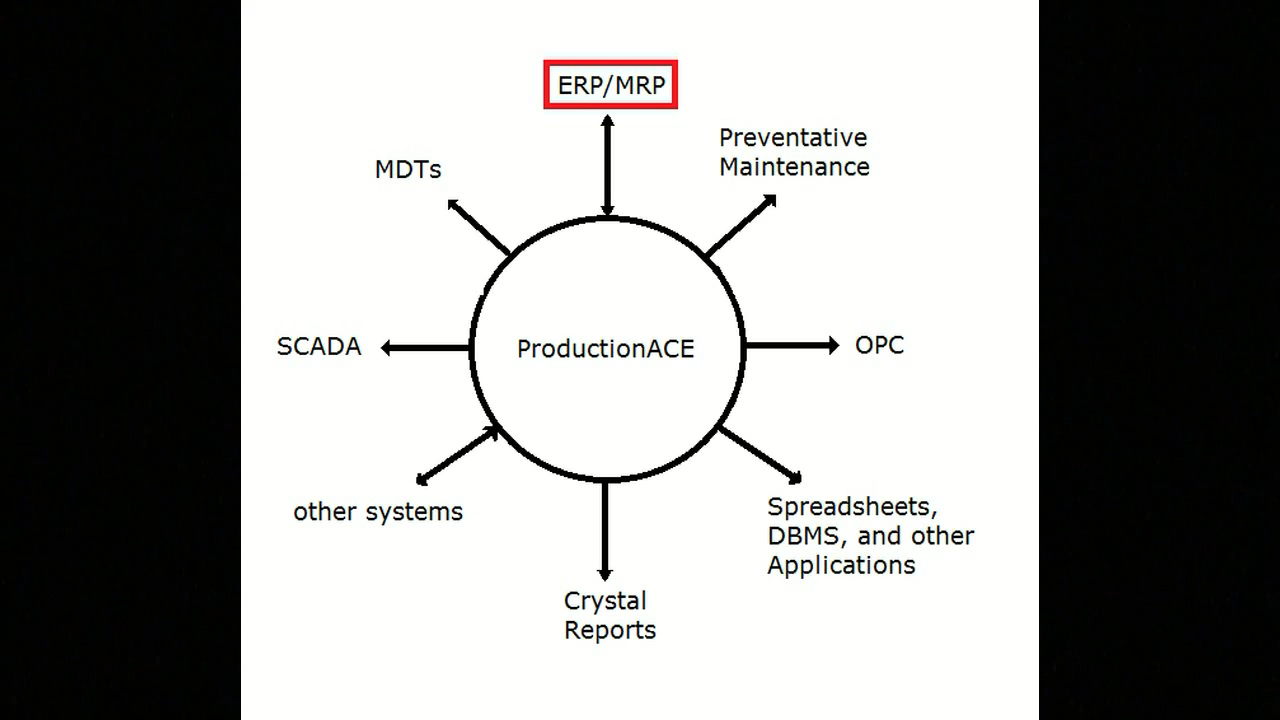 ERP/MRP
Preventative
Maintenance
MDTs
SCADA
ProductionACE
OPC
other systems
Spreadsheets,
DBMS, and other
Applications
Crystal
Reports